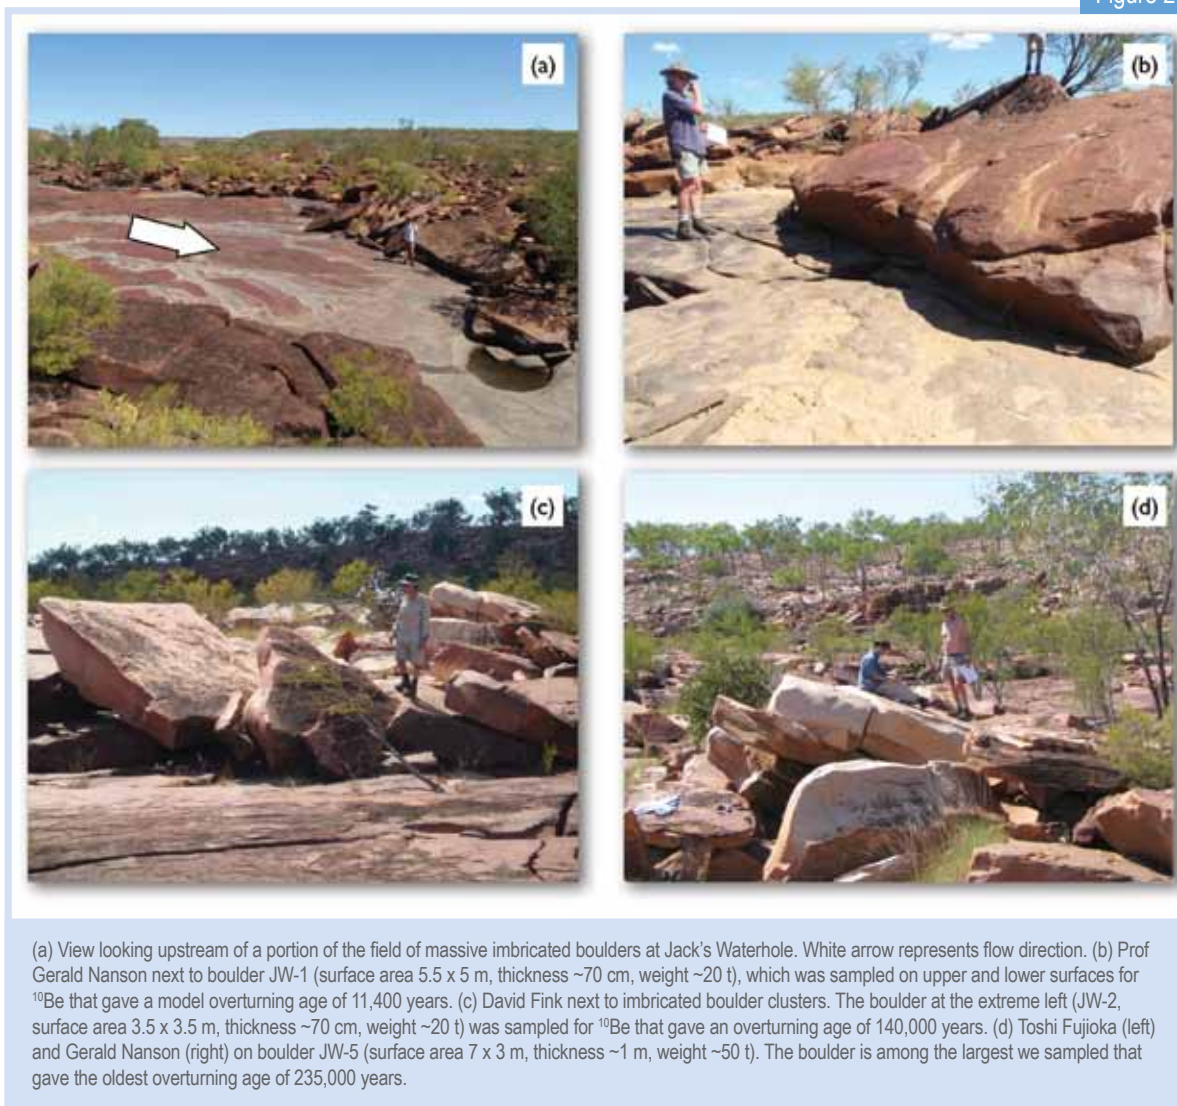 Figure 2
(a)
(b)
(c)
(d)
(a) View looking upstream of a portion of the field of massive imbricated boulders at Jack's Waterhole. White arrow represents flow direction. (b) Prof
Gerald Nanson next to boulder JW-1 (surface area 5.5 x 5 m, thickness ~70 cm, weight ~20 t), which was sampled on upper and lower surfaces for
¹⁰Be that gave a model overturning age of 11,400 years. (c) David Fink next to imbricated boulder clusters. The boulder at the extreme left (JW-2,
surface area 3.5 x 3.5 m, thickness ~70 cm, weight ~20 t) was sampled for ¹⁰Be that gave an overturning age of 140,000 years. (d) Toshi Fujioka (left)
and Gerald Nanson (right) on boulder JW-5 (surface area 7 x 3 m, thickness ~1 m, weight ~50 t). The boulder is among the largest we sampled that
gave the oldest overturning age of 235,000 years.